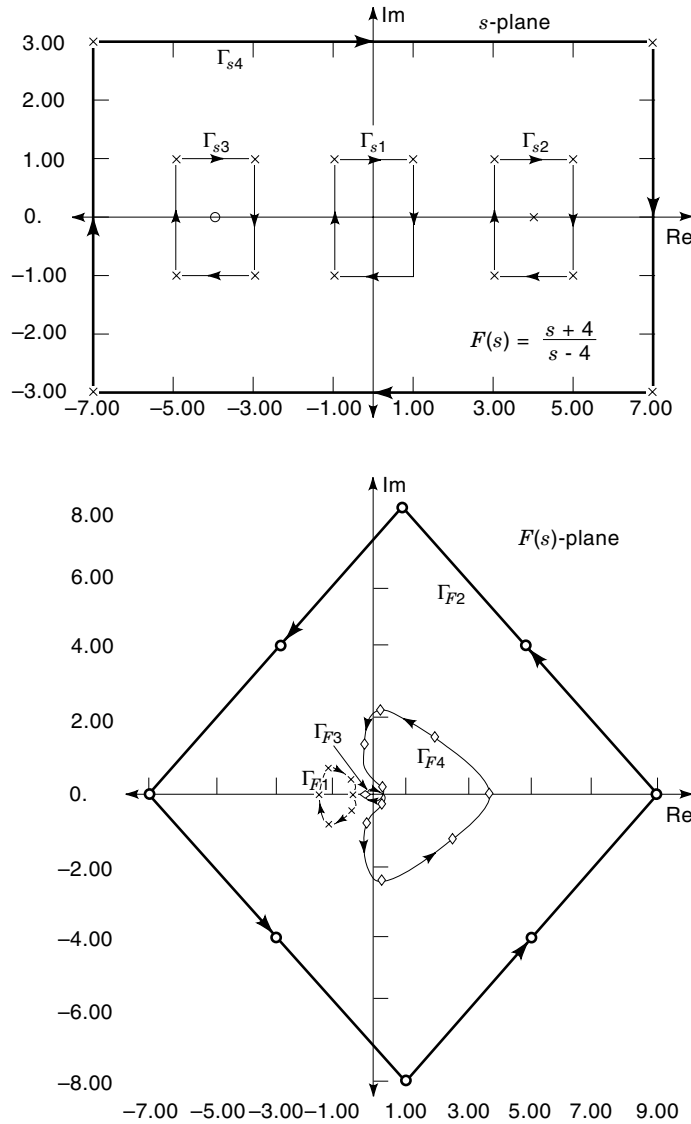 Im
s-plane
3.00
Γs4
2.00
1.00
Γs3
Γs1
Γs2
0.
Re
–1.00
–2.00
F(s) = s + 4 / s - 4
–3.00
–7.00 –5.00 –3.00 –1.00 1.00 3.00 5.00 7.00
Im
8.00
F(s)-plane
6.00
ΓF2
4.00
2.00
ΓF3
ΓF4
ΓF1
0.
Re
–2.00
–4.00
–6.00
–8.00
–7.00 –5.00 –3.00 –1.00 1.00 3.00 5.00 7.00 9.00